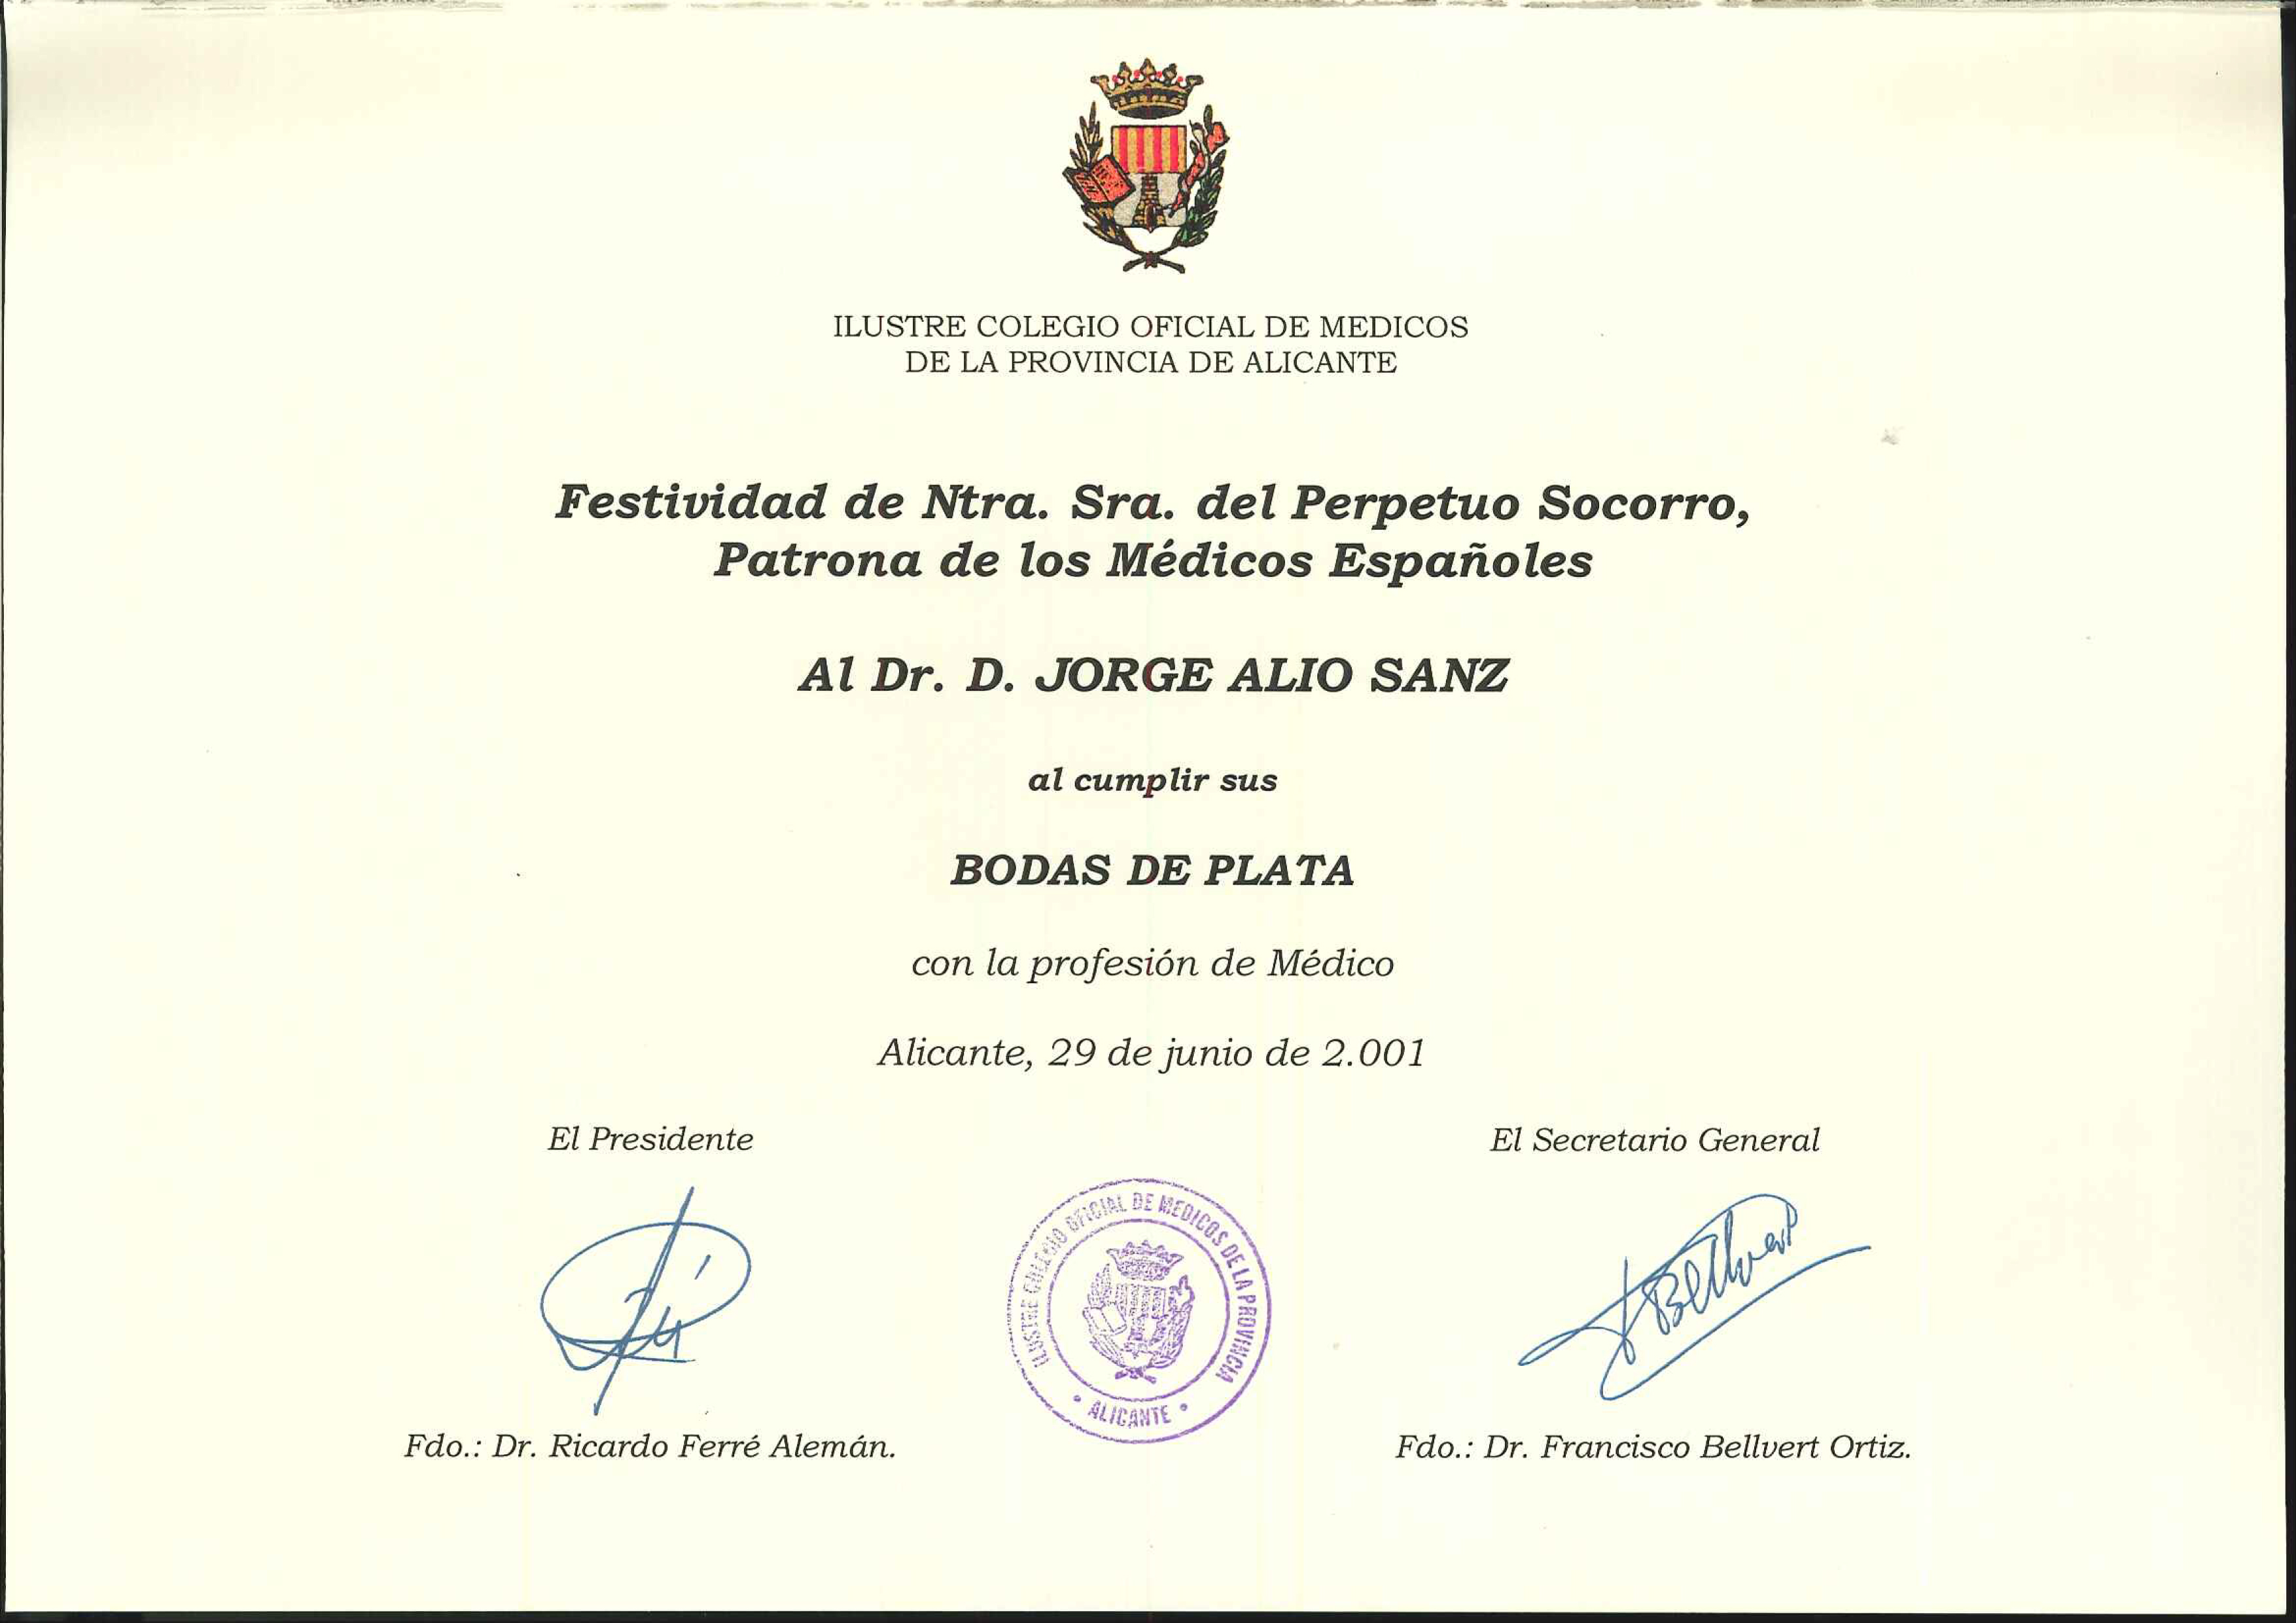 ILUSTRE COLEGIO OFICIAL DE MEDICOS
DE LA PROVINCIA DE ALICANTE
Festividad de Ntra. Sra. del Perpetuo Socorro,
Patrona de los Médicos Españoles
Al Dr. D. JORGE ALIO SANZ
al cumplir sus
BODAS DE PLATA
con la profesión de Médico
Alicante, 29 de junio de 2.001
El Presidente
El Secretario General
ILUSTRE COLEGIO OFICIAL DE MEDICOS DE LA PROVINCIA
• ALICANTE •
Bellvert
Fdo.: Dr. Ricardo Ferré Alemán.
Fdo.: Dr. Francisco Bellvert Ortiz.